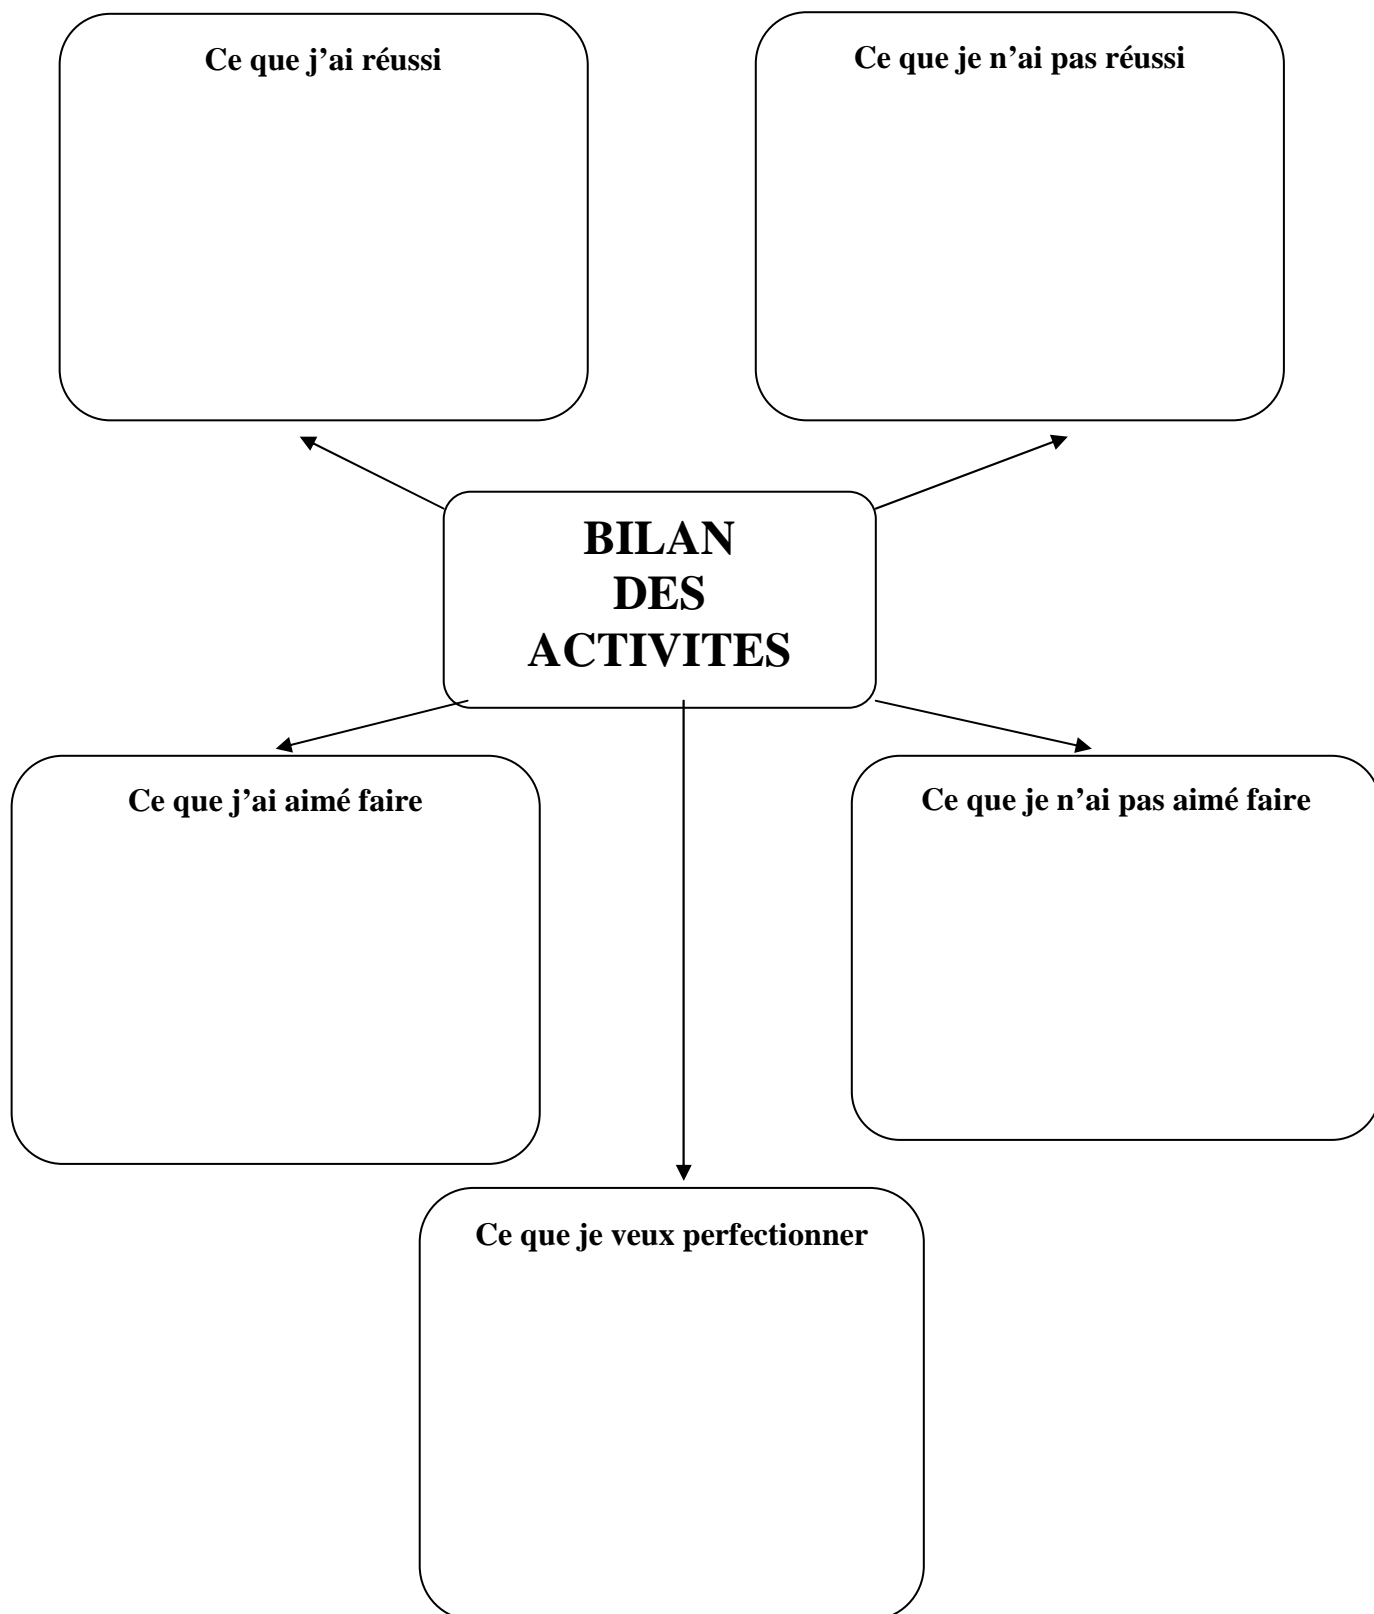 Ce que j’ai réussi
Ce que je n’ai pas réussi
BILAN
DES
ACTIVITES
Ce que j’ai aimé faire
Ce que je n’ai pas aimé faire
Ce que je veux perfectionner